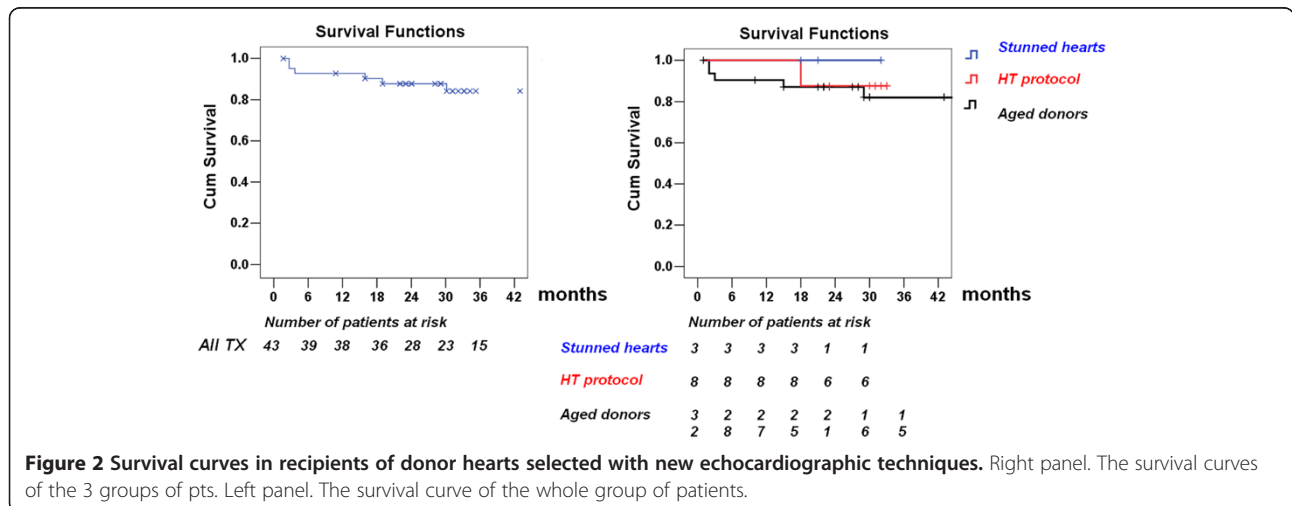 Survival Functions
Cum Survival
1.0
0.8
0.6
0.4
0.2
0.0
0 6 12 18 24 30 36 42 months
Number of patients at risk
All TX 43 39 38 36 28 23 15
Survival Functions
Cum Survival
1.0
0.8
0.6
0.4
0.2
0.0
0 6 12 18 24 30 36 42 months
Stunned hearts
HT protocol
Aged donors
Number of patients at risk
Stunned hearts 3 3 3 3 1 1
HT protocol 8 8 8 8 6 6
Aged donors 3 2 2 2 2 1 1
2 8 7 5 1 6 5
Figure 2 Survival curves in recipients of donor hearts selected with new echocardiographic techniques. Right panel. The survival curves
of the 3 groups of pts. Left panel. The survival curve of the whole group of patients.